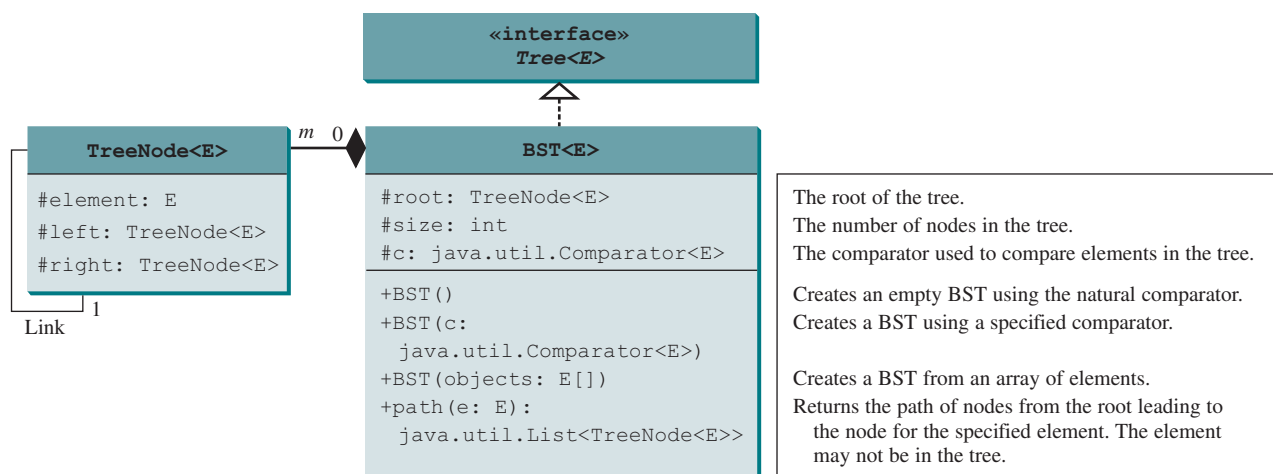 «interface»
Tree<E>
m 0
TreeNode<E>
#element: E
#left: TreeNode<E>
#right: TreeNode<E>
1
Link
BST<E>
#root: TreeNode<E>
#size: int
#c: java.util.Comparator<E>
+BST()
+BST(c:
java.util.Comparator<E>)
+BST(objects: E[])
+path(e: E):
java.util.List<TreeNode<E>>
The root of the tree.
The number of nodes in the tree.
The comparator used to compare elements in the tree.
Creates an empty BST using the natural comparator.
Creates a BST using a specified comparator.
Creates a BST from an array of elements.
Returns the path of nodes from the root leading to
the node for the specified element. The element
may not be in the tree.